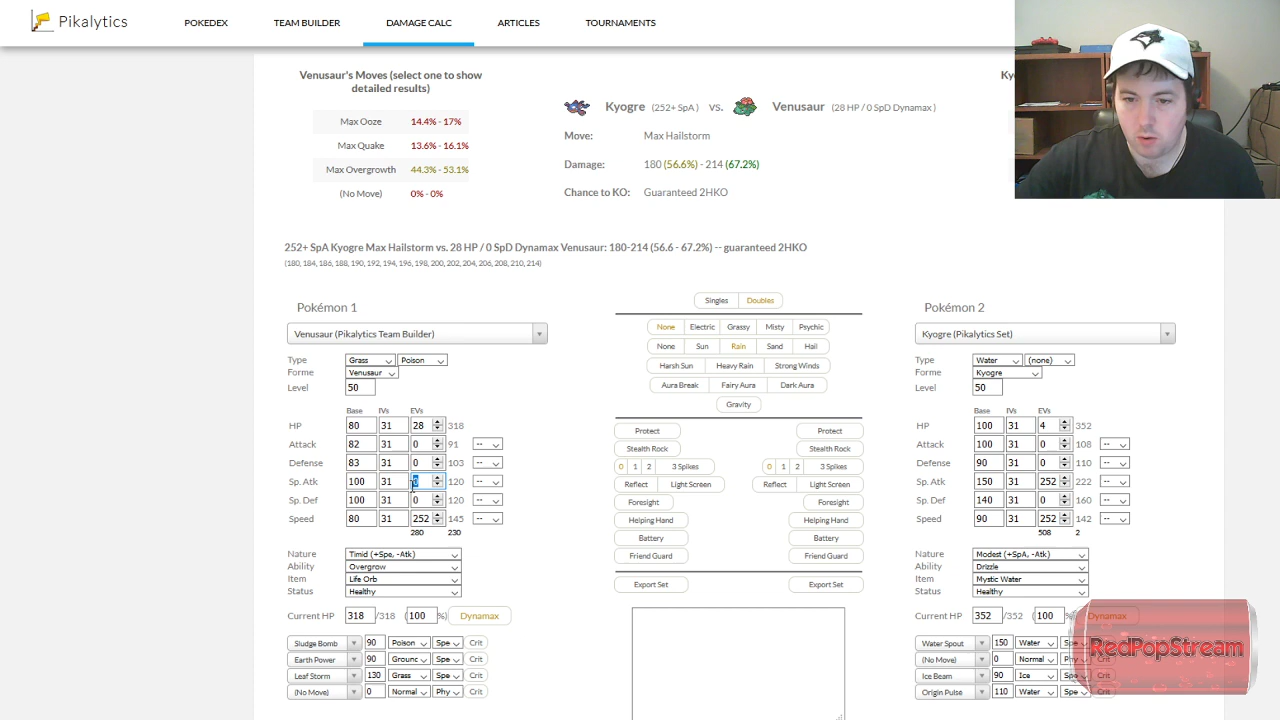 Pikalytics POKEDEX TEAM BUILDER DAMAGE CALC ARTICLES TOURNAMENTS
Venusaur's Moves (select one to show detailed results)
Max Ooze 14.4% - 17%
Max Quake 13.6% - 16.1%
Max Overgrowth 44.3% - 53.1%
(No Move) 0% - 0%
Kyogre (252+ SpA ) vs. Venusaur (28 HP / 0 SpD Dynamax )
Move: Max Hailstorm
Damage: 180 (56.6%) - 214 (67.2%)
Chance to KO: Guaranteed 2HKO
Ky
252+ SpA Kyogre Max Hailstorm vs. 28 HP / 0 SpD Dynamax Venusaur: 180-214 (56.6 - 67.2%) -- guaranteed 2HKO
(180, 184, 186, 188, 190, 192, 194, 196, 198, 200, 202, 204, 206, 208, 210, 214)
Pokémon 1
Venusaur (Pikalytics Team Builder)
Type Grass Poison
Forme Venusaur
Level 50
Base IVs EVs
HP 80 31 28 318
Attack 82 31 0 91 --
Defense 83 31 0 103 --
Sp. Atk 100 31 0 120 --
Sp. Def 100 31 0 120 --
Speed 80 31 252 145 --
280 230
Nature Timid (+Spe, -Atk)
Ability Overgrow
Item Life Orb
Status Healthy
Current HP 318 /318 (100 %) Dynamax
Sludge Bomb 90 Poison Spe Crit
Earth Power 90 Grounc Spe Crit
Leaf Storm 130 Grass Spe Crit
(No Move) 0 Normal Phy Crit
Singles Doubles
None Electric Grassy Misty Psychic
None Sun Rain Sand Hail
Harsh Sun Heavy Rain Strong Winds
Aura Break Fairy Aura Dark Aura
Gravity
Protect Protect
Stealth Rock Stealth Rock
0 1 2 3 Spikes 0 1 2 3 Spikes
Reflect Light Screen Reflect Light Screen
Foresight Foresight
Helping Hand Helping Hand
Battery Battery
Friend Guard Friend Guard
Export Set Export Set
Pokémon 2
Kyogre (Pikalytics Set)
Type Water (none)
Forme Kyogre
Level 50
Base IVs EVs
HP 100 31 4 352
Attack 100 31 0 108 --
Defense 90 31 0 110 --
Sp. Atk 150 31 252 222 --
Sp. Def 140 31 0 160 --
Speed 90 31 252 142 --
508 2
Nature Modest (+SpA, -Atk)
Ability Drizzle
Item Mystic Water
Status Healthy
Current HP 352 /352 (100 %) Dynamax
Water Spout 150 Water Spe Crit
(No Move) 0 Normal Phy Crit
Ice Beam 90 Ice Spe Crit
Origin Pulse 110 Water Spe Crit
RedPopStream